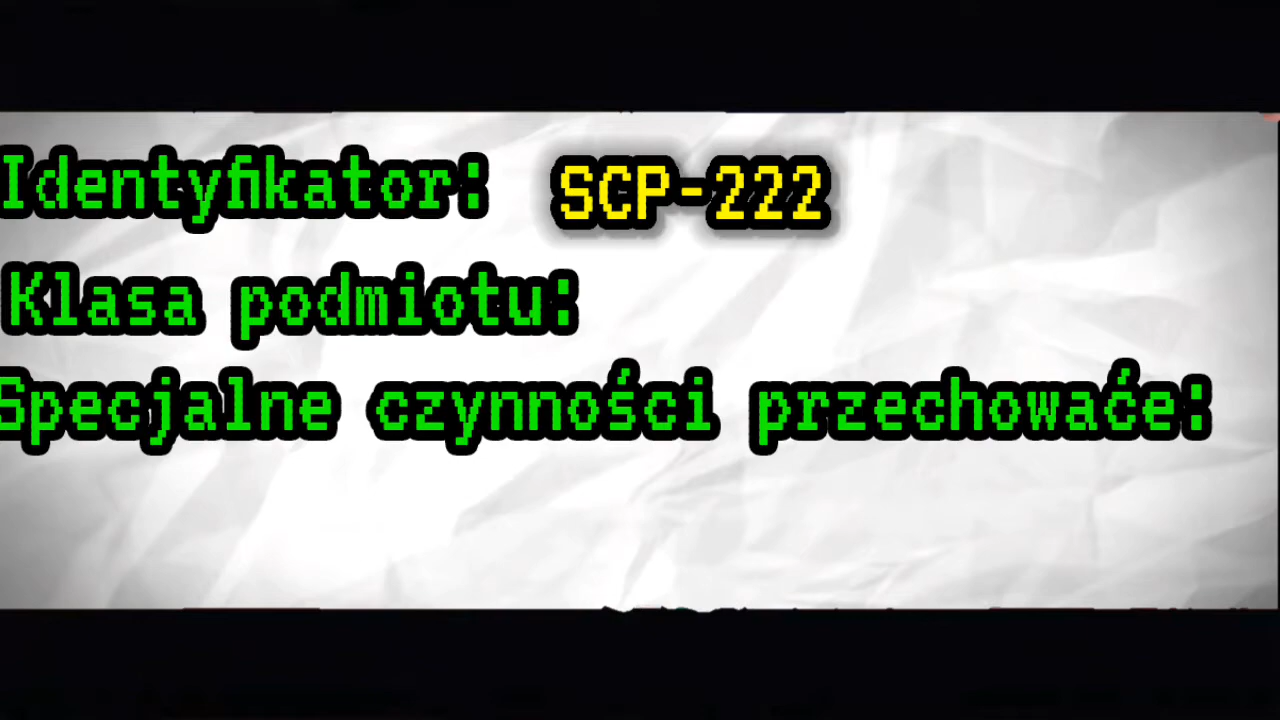 Identyfikator: SCP-222
Klasa podmiotu:
Specjalne czynności przechowaće: